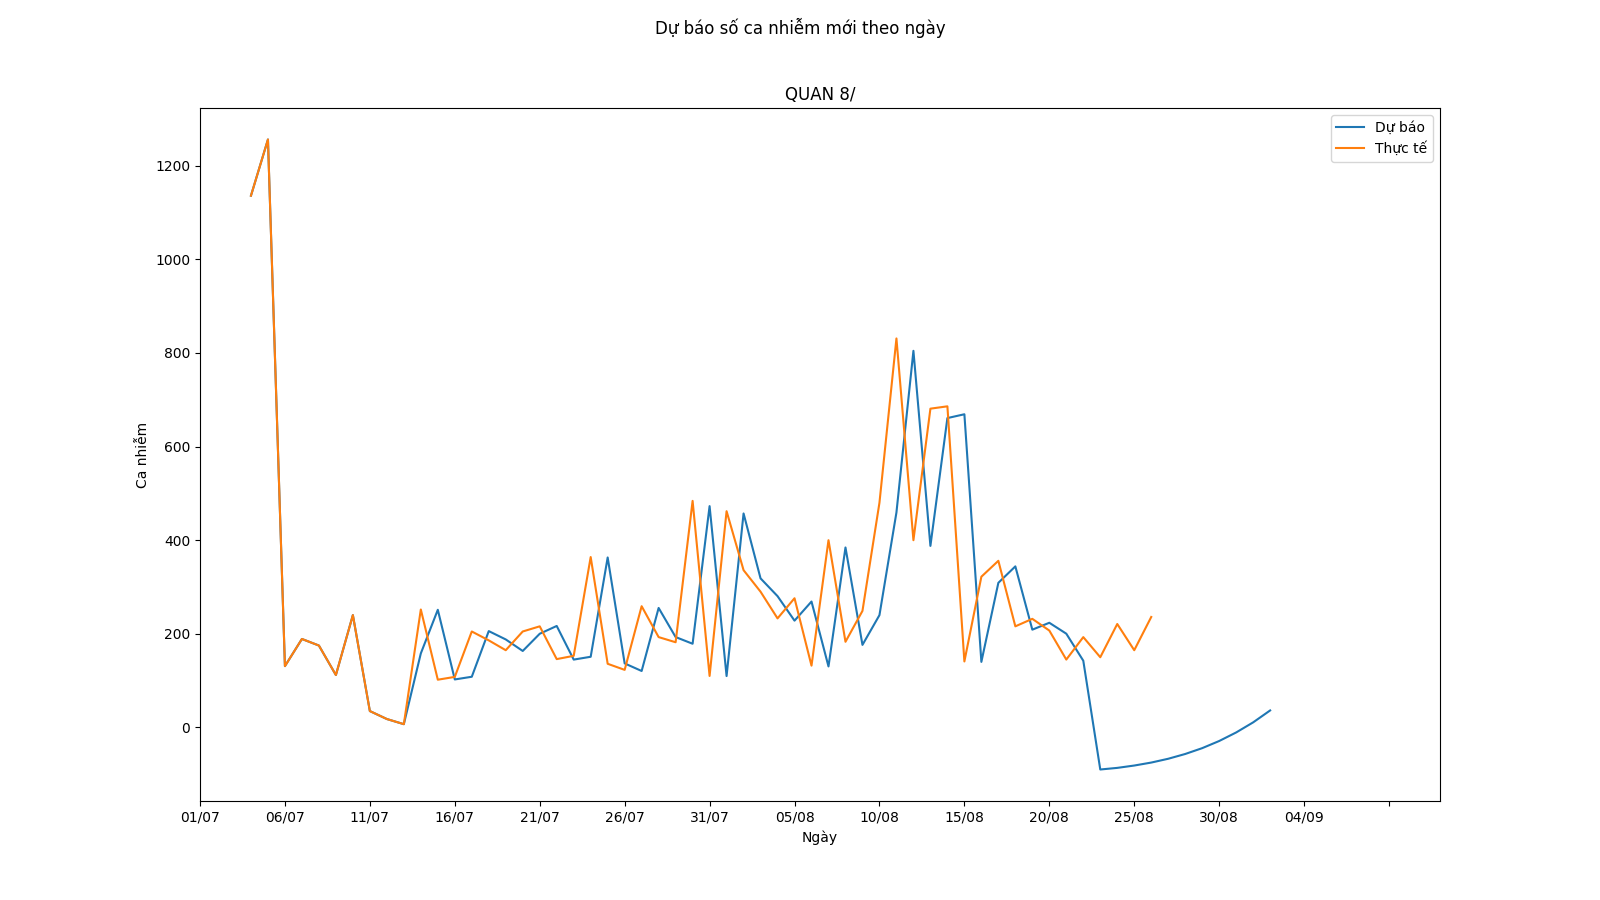 Dự báo số ca nhiễm mới theo ngày
QUAN 8/
Dự báo
Thực tế
Ca nhiễm
1200
1000
800
600
400
200
0
01/07 06/07 11/07 16/07 21/07 26/07 31/07 05/08 10/08 15/08 20/08 25/08 30/08 04/09
Ngày